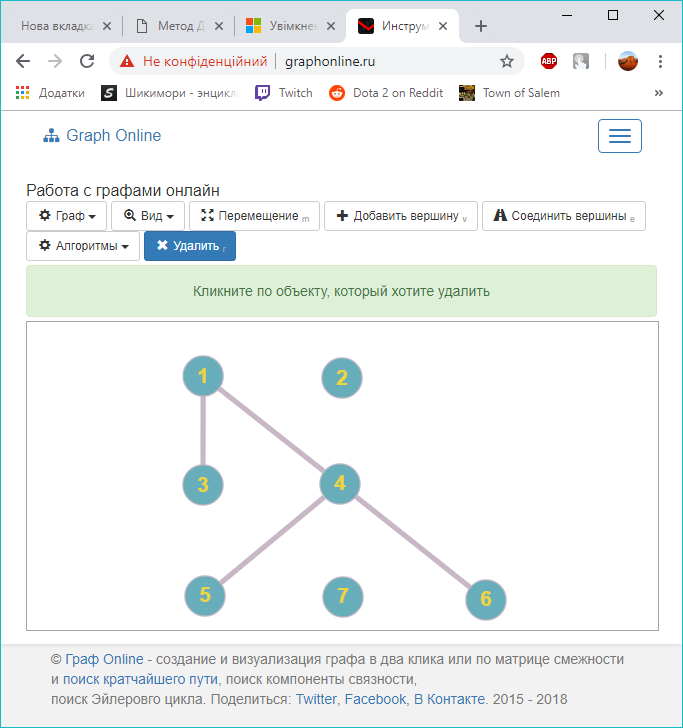 Нова вкладка
Метод Д
Увімкнен
Инструм
Не конфіденційний
graphonline.ru
ABP
Додатки
Шикимори - энцикл
Twitch
Dota 2 on Reddit
Town of Salem
»
Graph Online
Работа с графами онлайн
Граф
Вид
Перемещение m
Добавить вершину v
Соединить вершины e
Алгоритмы
Удалить r
Кликните по объекту, который хотите удалить
1
2
3
4
5
7
6
© Граф Online - создание и визуализация графа в два клика или по матрице смежности
и поиск кратчайшего пути, поиск компоненты связности,
поиск Эйлерово цикла. Поделиться: Twitter, Facebook, В Контакте. 2015 - 2018